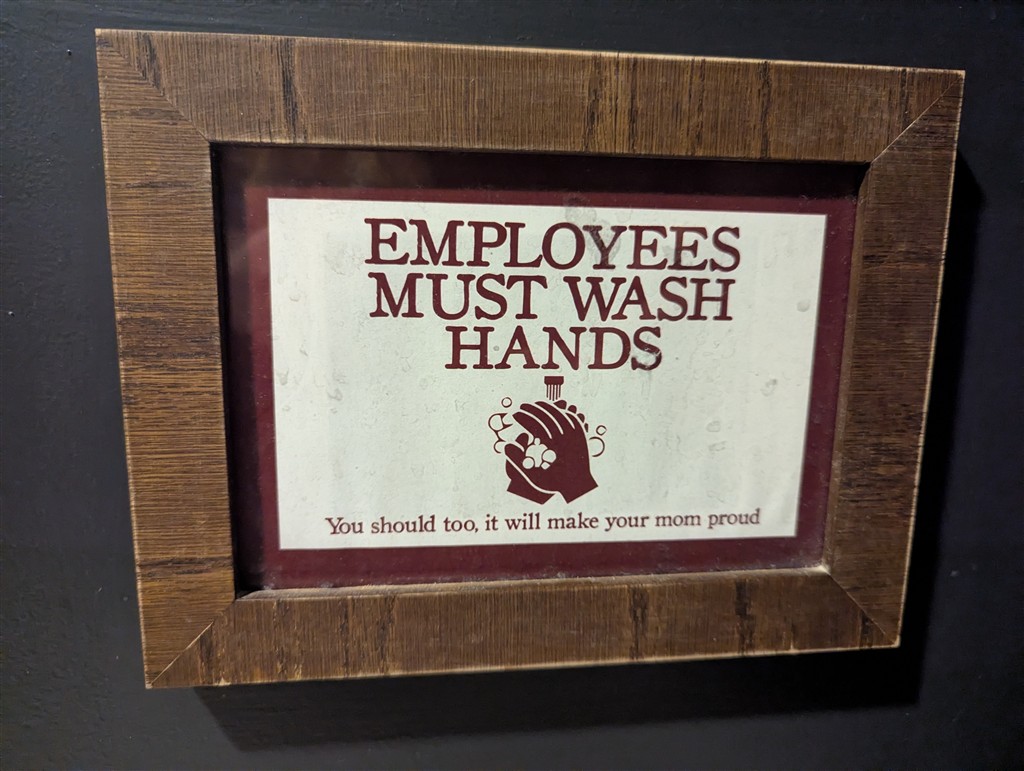 EMPLOYEES
MUST WASH
HANDS
You should too, it will make your mom proud